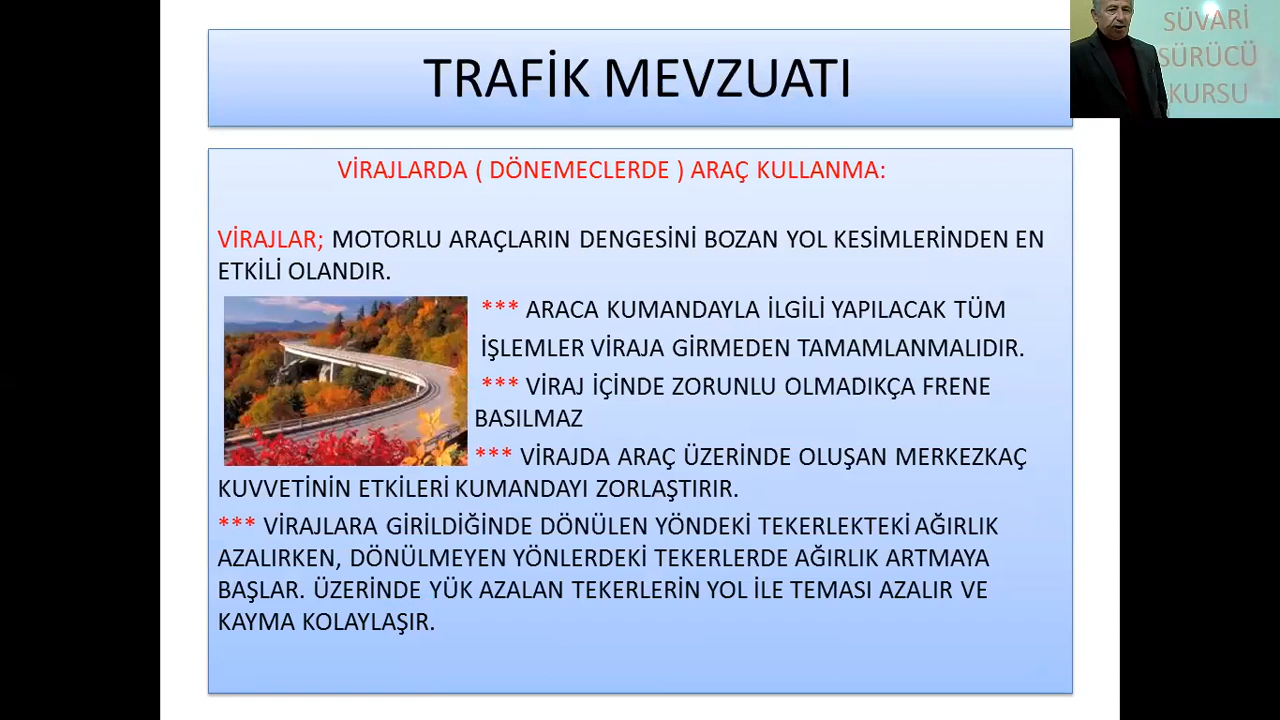 TRAFİK MEVZUATI
SÜVARİ
SÜRÜCÜ
KURSU
VİRAJLARDA ( DÖNEMECLERDE ) ARAÇ KULLANMA:
VİRAJLAR; MOTORLU ARAÇLARIN DENGESİNİ BOZAN YOL KESİMLERİNDEN EN
ETKİLİ OLANDIR.
*** ARACA KUMANDAYLA İLGİLİ YAPILACAK TÜM
İŞLEMLER VİRAJA GİRMEDEN TAMAMLANMALIDIR.
*** VİRAJ İÇİNDE ZORUNLU OLMADIKÇA FRENE
BASILMAZ
*** VİRAJDA ARAÇ ÜZERİNDE OLUŞAN MERKEZKAÇ
KUVVETİNİN ETKİLERİ KUMANDAYI ZORLAŞTIRIR.
*** VİRAJLARA GİRİLDİĞİNDE DÖNÜLEN YÖNDEKİ TEKERLEKTEKİ AĞIRLIK
AZALIRKEN, DÖNÜLMEYEN YÖNLERDEKİ TEKERLERDE AĞIRLIK ARTMAYA
BAŞLAR. ÜZERİNDE YÜK AZALAN TEKERLERİN YOL İLE TEMASI AZALIR VE
KAYMA KOLAYLAŞIR.